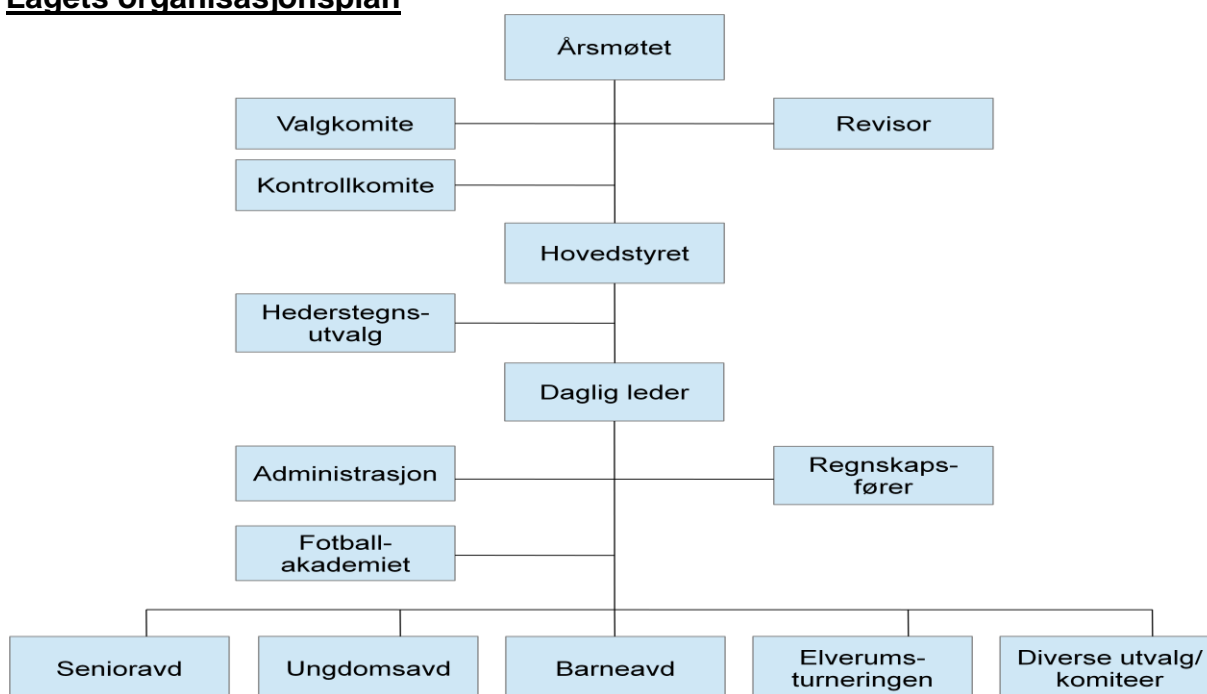 Lagets organisasjonsplan
Årsmøtet
Valgkomite
Revisor
Kontrollkomite
Hovedstyret
Hederstegns-
utvalg
Daglig leder
Administrasjon
Regnskaps-
fører
Fotball-
akademiet
Senioravd
Ungdomsavd
Barneavd
Elverums-
turneringen
Diverse utvalg/
komiteer